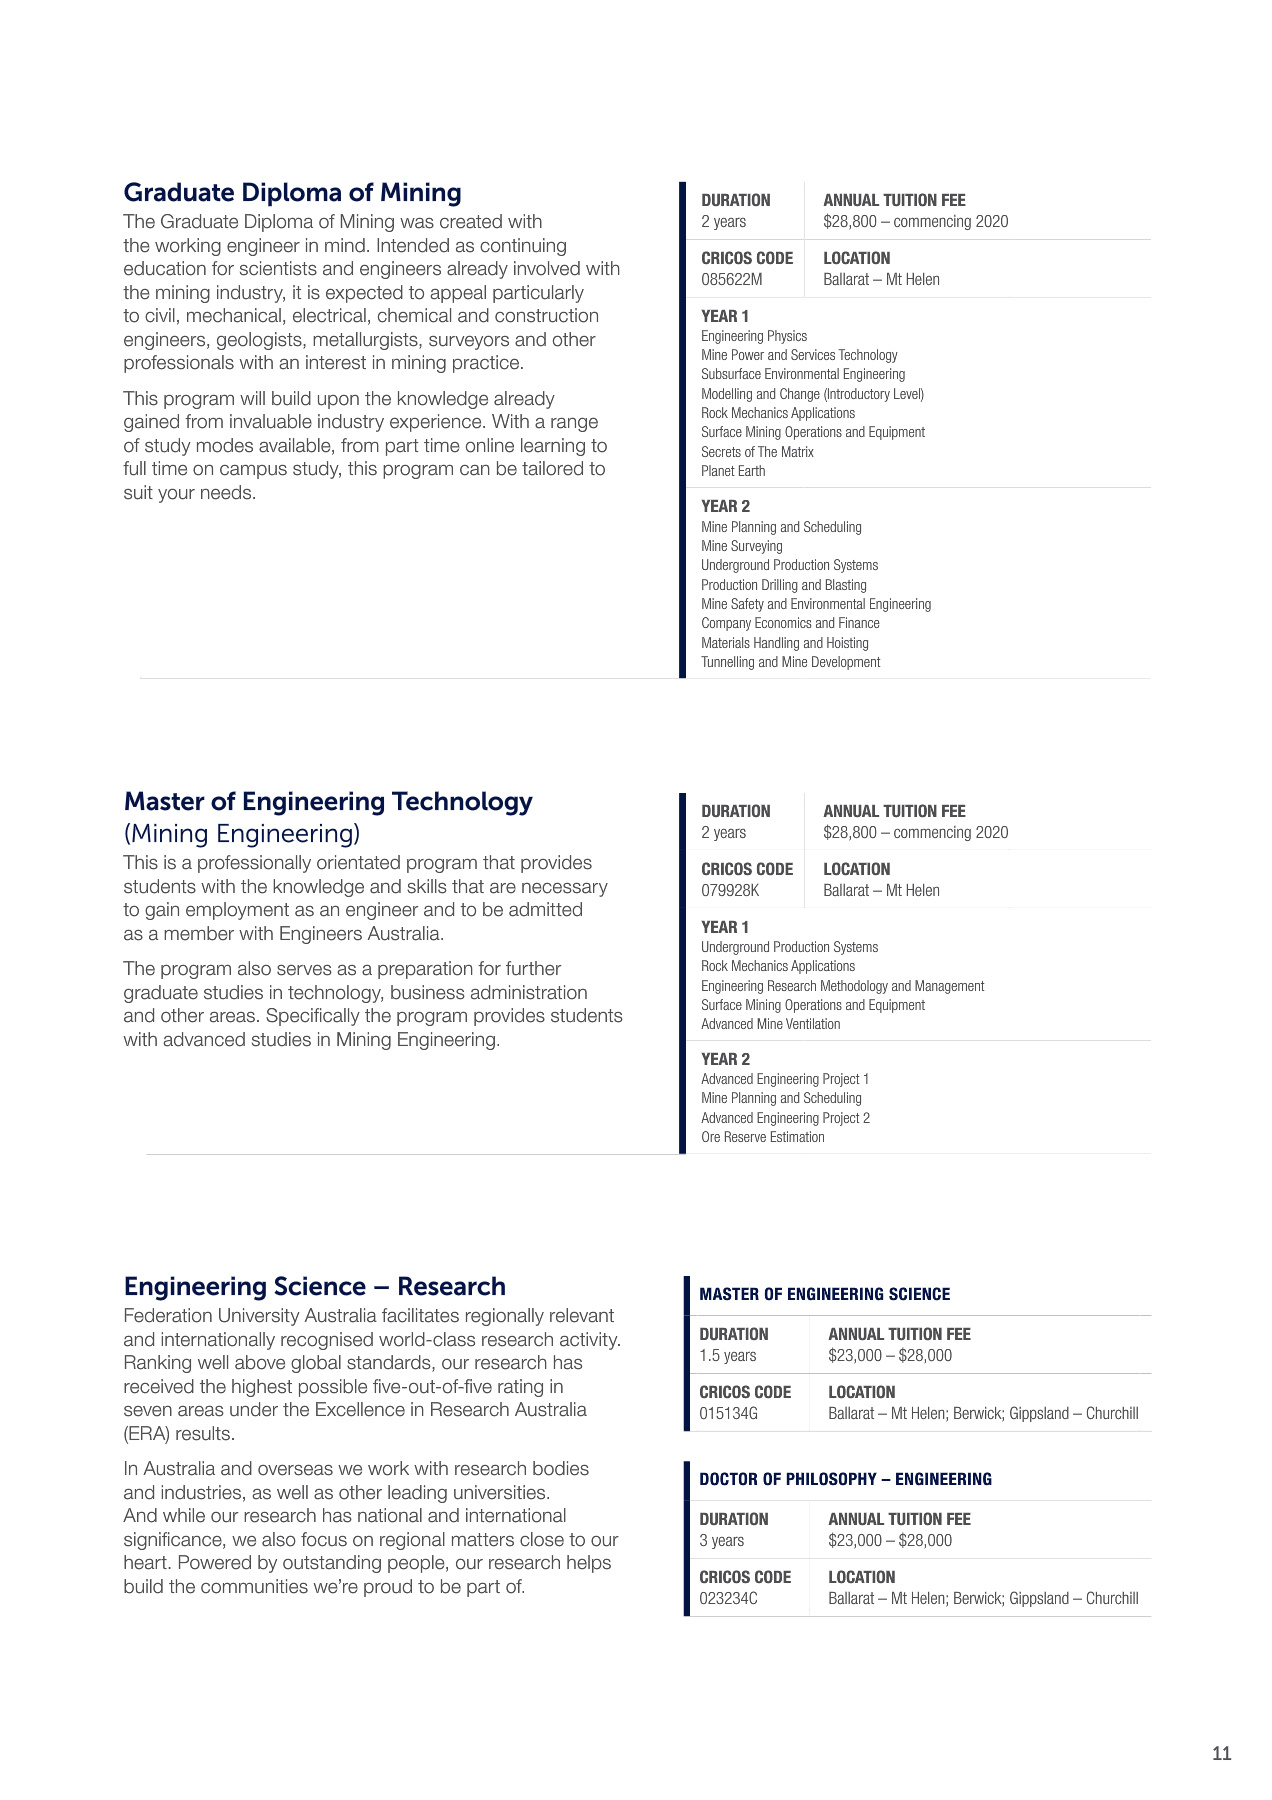 Graduate Diploma of Mining
The Graduate Diploma of Mining was created with
the working engineer in mind. Intended as continuing
education for scientists and engineers already involved with
the mining industry, it is expected to appeal particularly
to civil, mechanical, electrical, chemical and construction
engineers, geologists, metallurgists, surveyors and other
professionals with an interest in mining practice.
This program will build upon the knowledge already
gained from invaluable industry experience. With a range
of study modes available, from part time online learning to
full time on campus study, this program can be tailored to
suit your needs.
DURATION ANNUAL TUITION FEE
2 years $28,800 – commencing 2020
CRICOS CODE LOCATION
085622M Ballarat – Mt Helen
YEAR 1
Engineering Physics
Mine Power and Services Technology
Subsurface Environmental Engineering
Modelling and Change (Introductory Level)
Rock Mechanics Applications
Surface Mining Operations and Equipment
Secrets of The Matrix
Planet Earth
YEAR 2
Mine Planning and Scheduling
Mine Surveying
Underground Production Systems
Production Drilling and Blasting
Mine Safety and Environmental Engineering
Company Economics and Finance
Materials Handling and Hoisting
Tunnelling and Mine Development
Master of Engineering Technology
(Mining Engineering)
This is a professionally orientated program that provides
students with the knowledge and skills that are necessary
to gain employment as an engineer and to be admitted
as a member with Engineers Australia.
The program also serves as a preparation for further
graduate studies in technology, business administration
and other areas. Specifically the program provides students
with advanced studies in Mining Engineering.
DURATION ANNUAL TUITION FEE
2 years $28,800 – commencing 2020
CRICOS CODE LOCATION
079928K Ballarat – Mt Helen
YEAR 1
Underground Production Systems
Rock Mechanics Applications
Engineering Research Methodology and Management
Surface Mining Operations and Equipment
Advanced Mine Ventilation
YEAR 2
Advanced Engineering Project 1
Mine Planning and Scheduling
Advanced Engineering Project 2
Ore Reserve Estimation
Engineering Science – Research
Federation University Australia facilitates regionally relevant
and internationally recognised world-class research activity.
Ranking well above global standards, our research has
received the highest possible five-out-of-five rating in
seven areas under the Excellence in Research Australia
(ERA) results.
In Australia and overseas we work with research bodies
and industries, as well as other leading universities.
And while our research has national and international
significance, we also focus on regional matters close to our
heart. Powered by outstanding people, our research helps
build the communities we're proud to be part of.
MASTER OF ENGINEERING SCIENCE
DURATION ANNUAL TUITION FEE
1.5 years $23,000 – $28,000
CRICOS CODE LOCATION
015134G Ballarat – Mt Helen; Berwick; Gippsland – Churchill
DOCTOR OF PHILOSOPHY – ENGINEERING
DURATION ANNUAL TUITION FEE
3 years $23,000 – $28,000
CRICOS CODE LOCATION
023234C Ballarat – Mt Helen; Berwick; Gippsland – Churchill
11